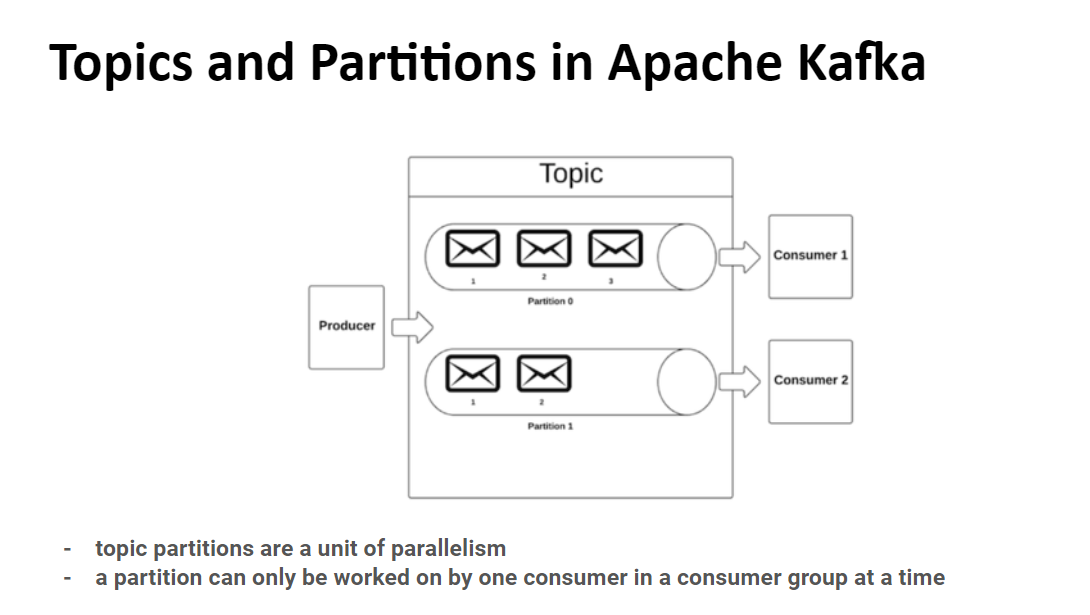 Topics and Partitions in Apache Kafka
Topic
1
2
3
Partition 0
Consumer 1
Producer
1
2
Partition 1
Consumer 2
- topic partitions are a unit of parallelism
- a partition can only be worked on by one consumer in a consumer group at a time